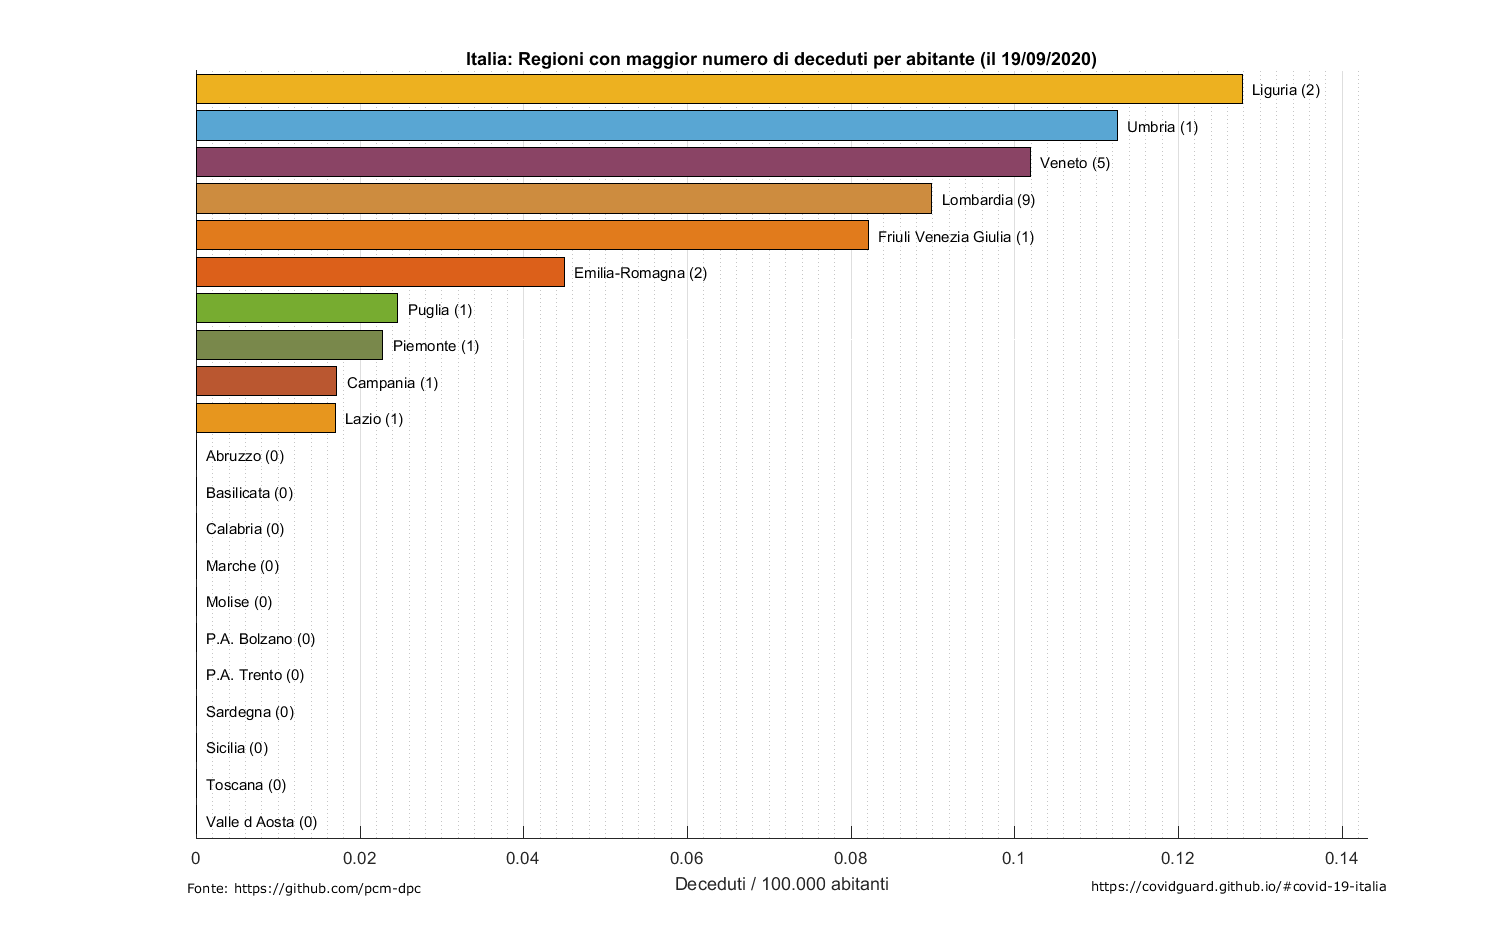 Italia: Regioni con maggior numero di deceduti per abitante (il 19/09/2020)
Liguria (2)
Umbria (1)
Veneto (5)
Lombardia (9)
Friuli Venezia Giulia (1)
Emilia-Romagna (2)
Puglia (1)
Piemonte (1)
Campania (1)
Lazio (1)
Abruzzo (0)
Basilicata (0)
Calabria (0)
Marche (0)
Molise (0)
P.A. Bolzano (0)
P.A. Trento (0)
Sardegna (0)
Sicilia (0)
Toscana (0)
Valle d Aosta (0)
0 0.02 0.04 0.06 0.08 0.1 0.12 0.14
Deceduti / 100.000 abitanti
Fonte: https://github.com/pcm-dpc
https://covidguard.github.io/#covid-19-italia